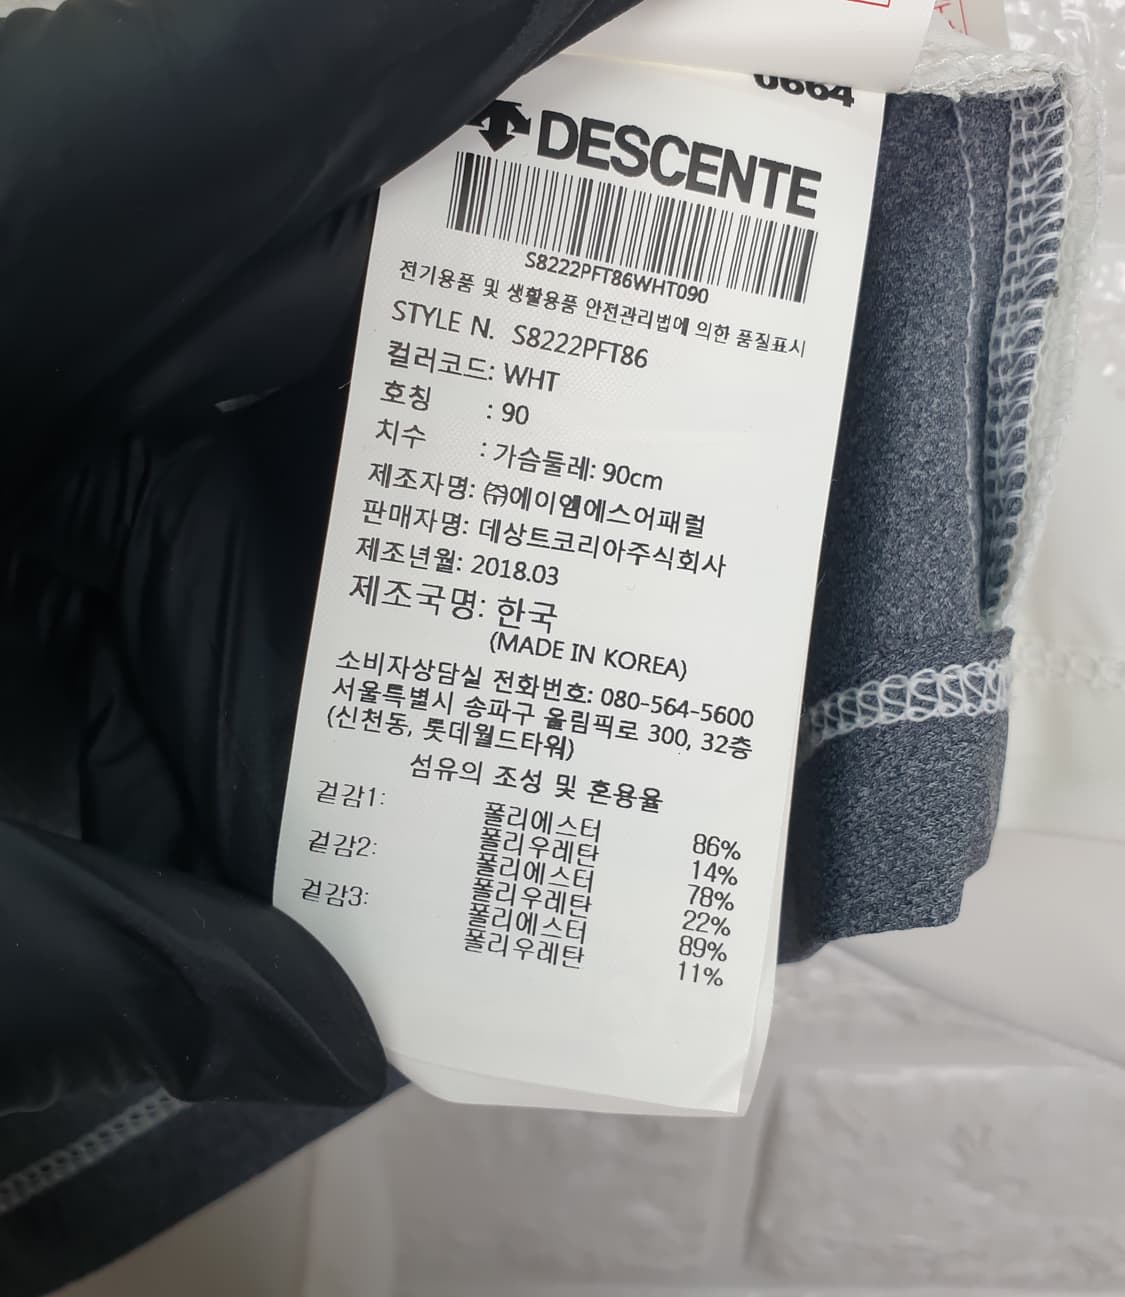 0664
DESCENTE
S8222PFT86WHT090
전기용품 및 생활용품 안전관리법에 의한 품질표시
STYLE N. S8222PFT86
컬러코드: WHT
호칭 : 90
치수 : 가슴둘레: 90cm
제조자명: ㈜에이엠에스어패럴
판매자명: 데상트코리아주식회사
제조년월: 2018.03
제조국명: 한국
(MADE IN KOREA)
소비자상담실 전화번호: 080-564-5600
서울특별시 송파구 올림픽로 300, 32층
(신천동, 롯데월드타워)
섬유의 조성 및 혼용율
겉감1: 폴리에스터 86%
폴리우레탄 14%
겉감2: 폴리에스터 78%
폴리우레탄 22%
겉감3: 폴리에스터 89%
폴리우레탄 11%